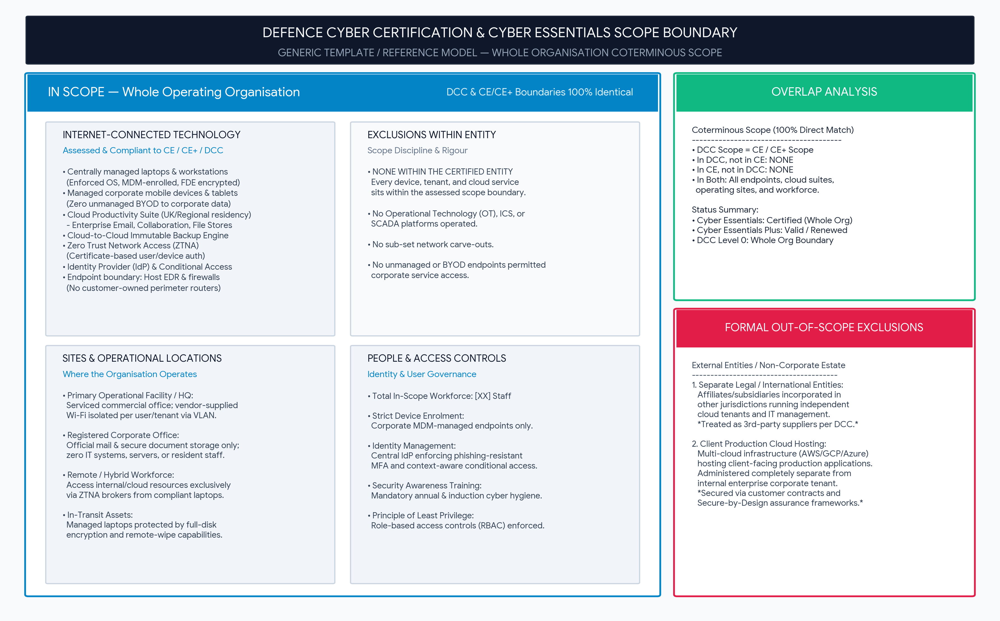 DEFENCE CYBER CERTIFICATION & CYBER ESSENTIALS SCOPE BOUNDARY
GENERIC TEMPLATE / REFERENCE MODEL — WHOLE ORGANISATION COTERMINOUS SCOPE
IN SCOPE — Whole Operating Organisation
DCC & CE/CE+ Boundaries 100% Identical
INTERNET-CONNECTED TECHNOLOGY
Assessed & Compliant to CE / CE+ / DCC
• Centrally managed laptops & workstations
(Enforced OS, MDM-enrolled, FDE encrypted)
• Managed corporate mobile devices & tablets
(Zero unmanaged BYOD to corporate data)
• Cloud Productivity Suite (UK/Regional residency)
- Enterprise Email, Collaboration, File Stores
• Cloud-to-Cloud Immutable Backup Engine
• Zero Trust Network Access (ZTNA)
(Certificate-based user/device auth)
• Identity Provider (IdP) & Conditional Access
• Endpoint boundary: Host EDR & firewalls
(No customer-owned perimeter routers)
EXCLUSIONS WITHIN ENTITY
Scope Discipline & Rigour
• NONE WITHIN THE CERTIFIED ENTITY
Every device, tenant, and cloud service
sits within the assessed scope boundary.
• No Operational Technology (OT), ICS, or
SCADA platforms operated.
• No sub-set network carve-outs.
• No unmanaged or BYOD endpoints permitted
corporate service access.
SITES & OPERATIONAL LOCATIONS
Where the Organisation Operates
• Primary Operational Facility / HQ:
Serviced commercial office; vendor-supplied
Wi-Fi isolated per user/tenant via VLAN.
• Registered Corporate Office:
Official mail & secure document storage only;
zero IT systems, servers, or resident staff.
• Remote / Hybrid Workforce:
Access internal/cloud resources exclusively
via ZTNA brokers from compliant laptops.
• In-Transit Assets:
Managed laptops protected by full-disk
encryption and remote-wipe capabilities.
PEOPLE & ACCESS CONTROLS
Identity & User Governance
• Total In-Scope Workforce: [XX] Staff
• Strict Device Enrolment:
Corporate MDM-managed endpoints only.
• Identity Management:
Central IdP enforcing phishing-resistant
MFA and context-aware conditional access.
• Security Awareness Training:
Mandatory annual & induction cyber hygiene.
• Principle of Least Privilege:
Role-based access controls (RBAC) enforced.
OVERLAP ANALYSIS
Coterminous Scope (100% Direct Match)
----------------------------------------
• DCC Scope = CE / CE+ Scope
• In DCC, not in CE: NONE
• In CE, not in DCC: NONE
• In Both: All endpoints, cloud suites,
operating sites, and workforce.
Status Summary:
• Cyber Essentials: Certified (Whole Org)
• Cyber Essentials Plus: Valid / Renewed
• DCC Level 0: Whole Org Boundary
FORMAL OUT-OF-SCOPE EXCLUSIONS
External Entities / Non-Corporate Estate
----------------------------------------
1. Separate Legal / International Entities:
Affiliates/subsidiaries incorporated in
other jurisdictions running independent
cloud tenants and IT management.
*Treated as 3rd-party suppliers per DCC.*
2. Client Production Cloud Hosting:
Multi-cloud infrastructure (AWS/GCP/Azure)
hosting client-facing production applications.
Administered completely separate from
internal enterprise corporate tenant.
*Secured via customer contracts and
Secure-by-Design assurance frameworks.*